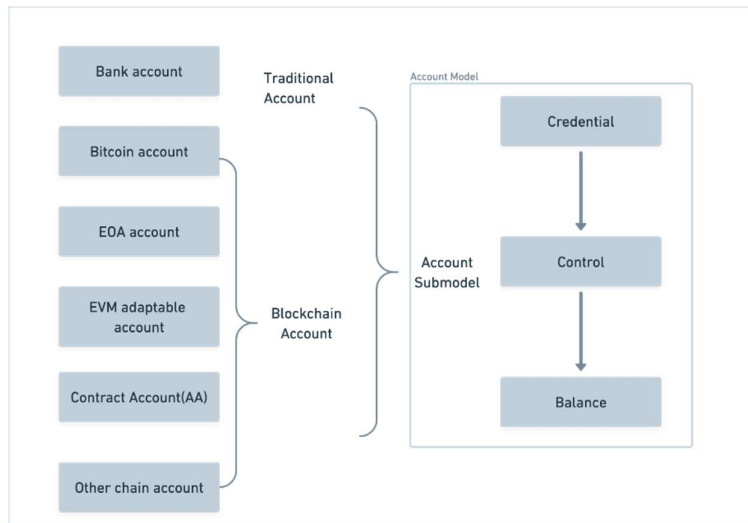 Bank account
Bitcoin account
EOA account
EVM adaptable
account
Contract Account(AA)
Other chain account
Traditional
Account
Blockchain
Account
Account
Submodel
Account Model
Credential
Control
Balance